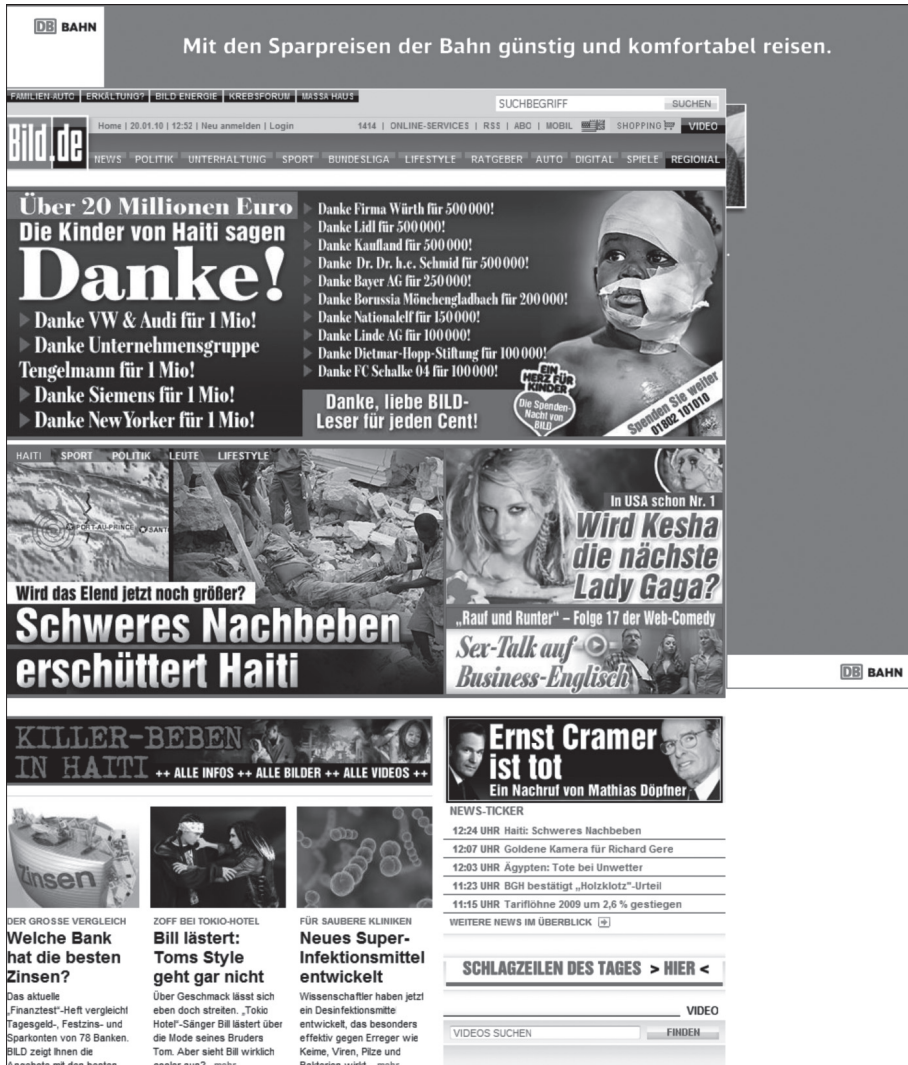 DB BAHN
Mit den Sparpreisen der Bahn günstig und komfortabel reisen.
FAMILIEN-AUTO ERKÄLTUNG? BILD ENERGIE KREBSFORUM MASSA HAUS
SUCHBEGRIFF SUCHEN
Bild.de
Home | 20.01.10 | 12:52 | Neu anmelden | Login
1414 | ONLINE-SERVICES | RSS | ABO | MOBIL SHOPPING VIDEO
NEWS POLITIK UNTERHALTUNG SPORT BUNDESLIGA LIFESTYLE RATGEBER AUTO DIGITAL SPIELE REGIONAL
Über 20 Millionen Euro
Die Kinder von Haiti sagen
Danke!
Danke VW & Audi für 1 Mio!
Danke Unternehmensgruppe
Tengelmann für 1 Mio!
Danke Siemens für 1 Mio!
Danke NewYorker für 1 Mio!
Danke Firma Würth für 500 000!
Danke Lidl für 500 000!
Danke Kaufland für 500 000!
Danke Dr. Dr. h.c. Schmid für 500 000!
Danke Bayer AG für 250 000!
Danke Borussia Mönchengladbach für 200 000!
Danke Nationalelf für 150 000!
Danke Linde AG für 100 000!
Danke Dietmar-Hopp-Stiftung für 100 000!
Danke FC Schalke 04 für 100 000!
Danke, liebe BILD-
Leser für jeden Cent!
EIN
HERZ FÜR
KINDER
Die Spenden-
Nacht von
BILD
Spenden Sie weiter
01802 101010
HAITI SPORT POLITIK LEUTE LIFESTYLE
PORT-AU-PRINCE SANT
Wird das Elend jetzt noch größer?
Schweres Nachbeben
erschüttert Haiti
In USA schon Nr. 1
Wird Kesha
die nächste
Lady Gaga?
„Rauf und Runter" – Folge 17 der Web-Comedy
Sex-Talk auf
Business-Englisch
DB BAHN
KILLER-BEBEN
IN HAITI ++ ALLE INFOS ++ ALLE BILDER ++ ALLE VIDEOS ++
Ernst Cramer
ist tot
Ein Nachruf von Mathias Döpfner
NEWS-TICKER
12:24 UHR Haiti: Schweres Nachbeben
12:07 UHR Goldene Kamera für Richard Gere
12:03 UHR Ägypten: Tote bei Unwetter
11:23 UHR BGH bestätigt „Holzklotz"-Urteil
11:15 UHR Tariflöhne 2009 um 2,6 % gestiegen
WEITERE NEWS IM ÜBERBLICK
SCHLAGZEILEN DES TAGES > HIER <
VIDEO
VIDEOS SUCHEN FINDEN
Zinsen
DER GROSSE VERGLEICH
Welche Bank
hat die besten
Zinsen?
Das aktuelle
„Finanztest"-Heft vergleicht
Tagesgeld-, Festzins- und
Sparkonten von 78 Banken.
BILD zeigt Ihnen die
Angebote mit den besten
ZOFF BEI TOKIO-HOTEL
Bill lästert:
Toms Style
geht gar nicht
Über Geschmack lässt sich
eben doch streiten. „Tokio
Hotel"-Sänger Bill lästert über
die Mode seines Bruders
Tom. Aber sieht Bill wirklich
cooler aus? mehr
FÜR SAUBERE KLINIKEN
Neues Super-
Infektionsmittel
entwickelt
Wissenschaftler haben jetzt
ein Desinfektionsmitte
entwickelt, das besonders
effektiv gegen Erreger wie
Keime, Viren, Pilze und
Bakterien wirkt mehr